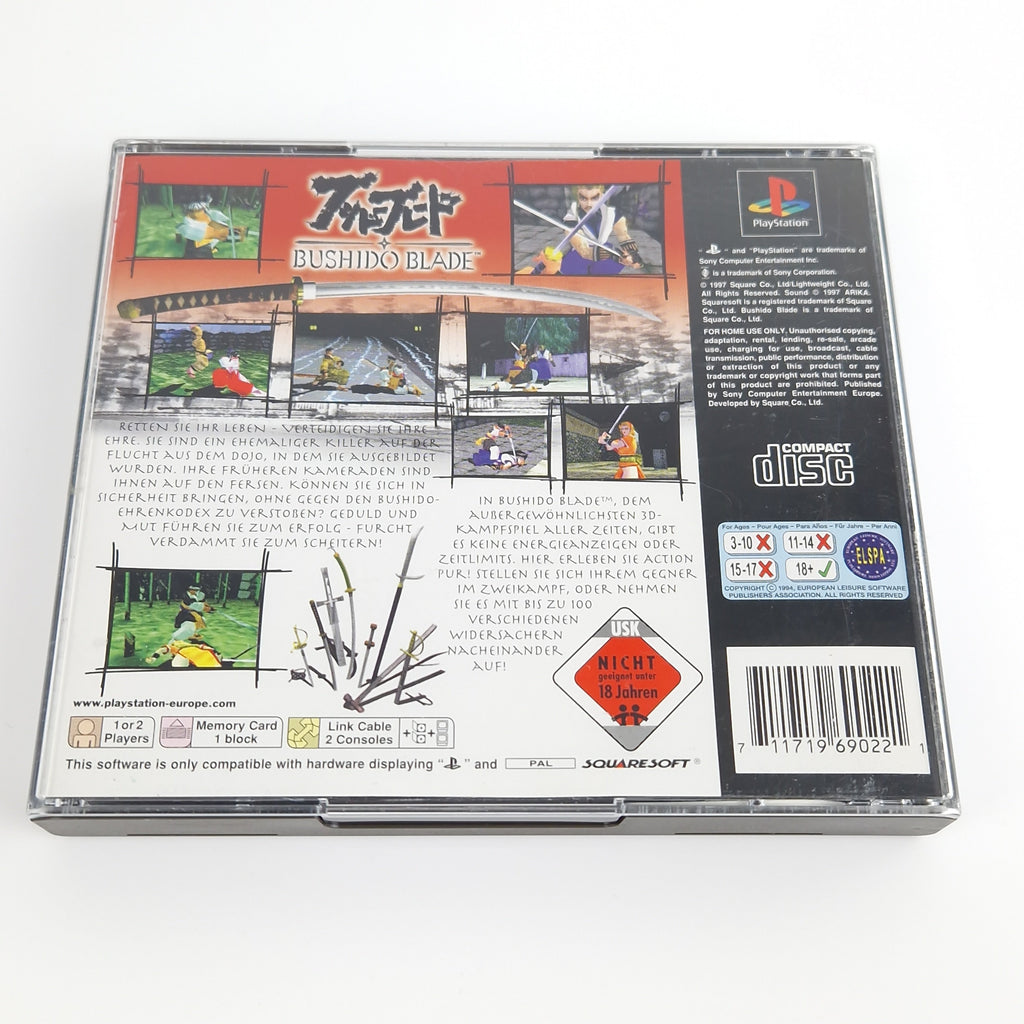 ブシドーブレード
BUSHIDO BLADE™
RETTEN SIE IHR LEBEN - VERTEIDIGEN SIE IHRE
EHRE. SIE SIND EIN EHEMALIGER KILLER AUF DER
FLUCHT AUS DEM DOJO, IN DEM SIE AUSGEBILDET
WURDEN. IHRE FRÜHEREN KAMERADEN SIND
IHNEN AUF DEN FERSEN. KÖNNEN SIE SICH IN
SICHERHEIT BRINGEN, OHNE GEGEN DEN BUSHIDO-
EHRENKODEX ZU VERSTOßEN? GEDULD UND
MUT FÜHREN SIE ZUM ERFOLG - FURCHT
VERDAMMT SIE ZUM SCHEITERN!
IN BUSHIDO BLADE™, DEM
AUßERGEWÖHNLICHSTEN 3D-
KAMPFSPIEL ALLER ZEITEN, GIBT
ES KEINE ENERGIEANZEIGEN ODER
ZEITLIMITS. HIER ERLEBEN SIE ACTION
PUR! STELLEN SIE SICH IHREM GEGNER
IM ZWEIKAMPF, ODER NEHMEN
SIE ES MIT BIS ZU 100
VERSCHIEDENEN
WIDERSACHERN
NACHEINANDER
AUF!
USK
NICHT
geeignet unter
18 Jahren
www.playstation-europe.com
1 or 2
Players
Memory Card
1 block
Link Cable
2 Consoles
This software is only compatible with hardware displaying " " and PAL SQUARESOFT®
PlayStation
" " and "PlayStation" are trademarks of
Sony Computer Entertainment Inc.
is a trademark of Sony Corporation.
© 1997 Square Co., Ltd/Lightweight Co., Ltd.
All Rights Reserved. Sound © 1997 ARIKA.
Squaresoft is a registered trademark of Square
Co., Ltd. Bushido Blade is a trademark of
Square Co., Ltd.
FOR HOME USE ONLY. Unauthorised copying,
adaptation, rental, lending, re-sale, arcade
use, charging for use, broadcast, cable
transmission, public performance, distribution
or extraction of this product or any
trademark or copyright work that forms part
of this product are prohibited. Published
by Sony Computer Entertainment Europe.
Developed by Square Co., Ltd.
COMPACT
disc
For Ages - Pour Ages - Para Años - Für Jahre - Per Anni
3-10 11-14
15-17 18+
ELSPA
COPYRIGHT © 1994, EUROPEAN LEISURE SOFTWARE
PUBLISHERS ASSOCIATION. ALL RIGHTS RESERVED
7 11719 69022 1